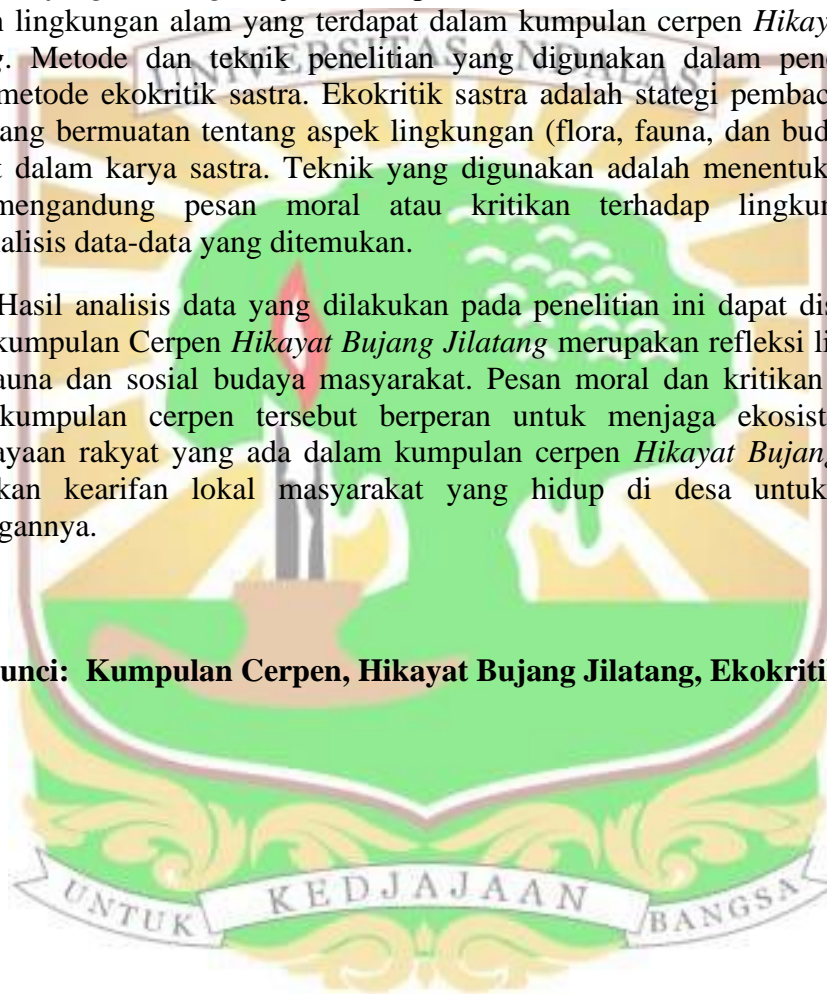 n lingkungan alam yang terdapat dalam kumpulan cerpen Hikay
g. Metode dan teknik penelitian yang digunakan dalam pen
UNIVERSITAS ANDALAS
metode ekokritik sastra. Ekokritik sastra adalah stategi pembac
ang bermuatan tentang aspek lingkungan (flora, fauna, dan bud
t dalam karya sastra. Teknik yang digunakan adalah menentuk
mengandung pesan moral atau kritikan terhadap lingkun
alisis data-data yang ditemukan.
Hasil analisis data yang dilakukan pada penelitian ini dapat dis
kumpulan Cerpen Hikayat Bujang Jilatang merupakan refleksi li
auna dan sosial budaya masyarakat. Pesan moral dan kritikan
kumpulan cerpen tersebut berperan untuk menjaga ekosist
ayaan rakyat yang ada dalam kumpulan cerpen Hikayat Bujang
kan kearifan lokal masyarakat yang hidup di desa untuk
gannya.
unci: Kumpulan Cerpen, Hikayat Bujang Jilatang, Ekokriti
UNTUK KEDJAJAAN BANGSA